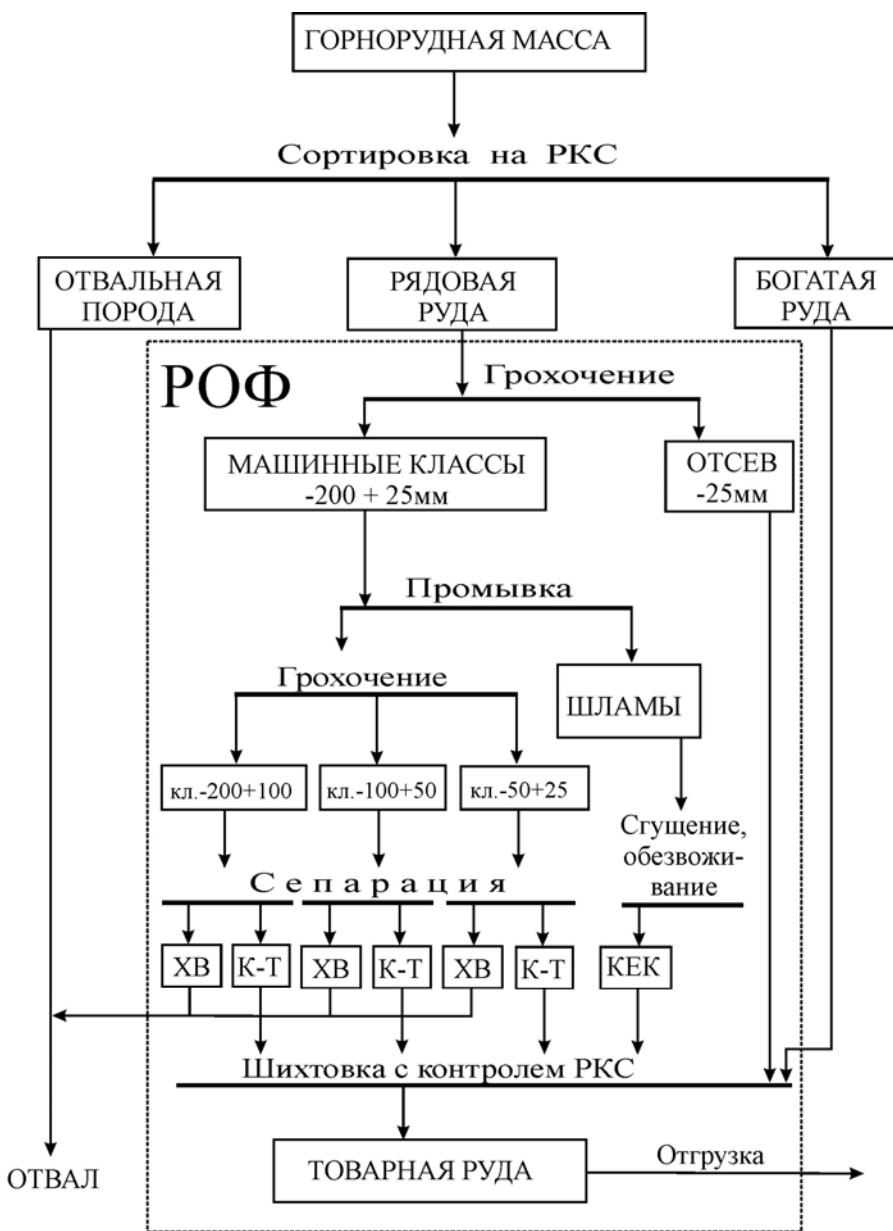 ГОРНОРУДНАЯ МАССА
Сортировка на РКС
ОТВАЛЬНАЯ
ПОРОДА
РЯДОВАЯ
РУДА
БОГАТАЯ
РУДА
РОФ
Грохочение
МАШИННЫЕ КЛАССЫ
-200 + 25мм
ОТСЕВ
-25мм
Промывка
Грохочение
ШЛАМЫ
кл.-200+100
кл.-100+50
кл.-50+25
Сгущение,
обезвожи-
вание
Сепарация
ХВ
К-Т
ХВ
К-Т
ХВ
К-Т
КЕК
Шихтовка с контролем РКС
ТОВАРНАЯ РУДА
Отгрузка
ОТВАЛ